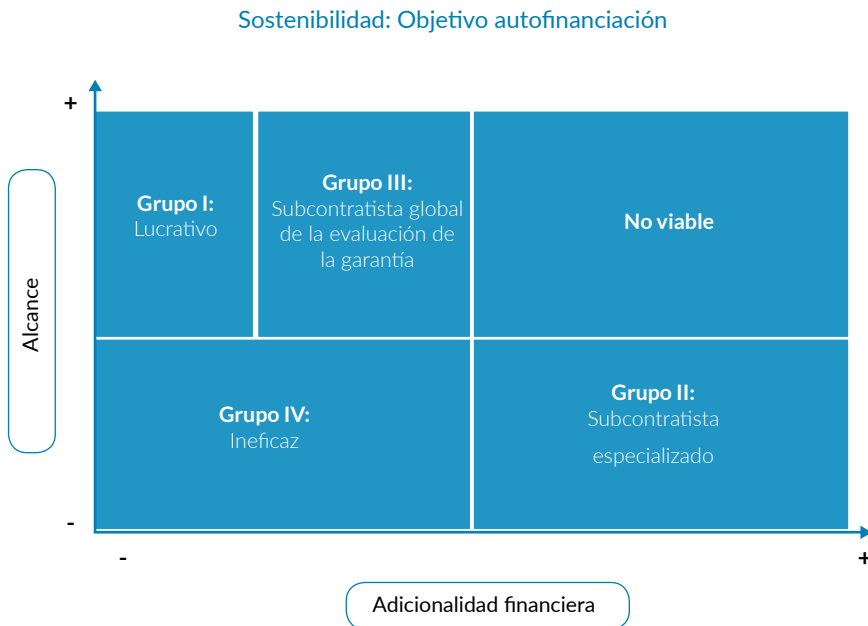 Sostenibilidad: Objetivo autofinanciación
+
Grupo I:
Lucrativo
Grupo III:
Subcontratista global
de la evaluación de
la garantía
No viable
Alcance
Grupo IV:
Ineficaz
Grupo II:
Subcontratista
especializado
-
-
+
Adicionalidad financiera